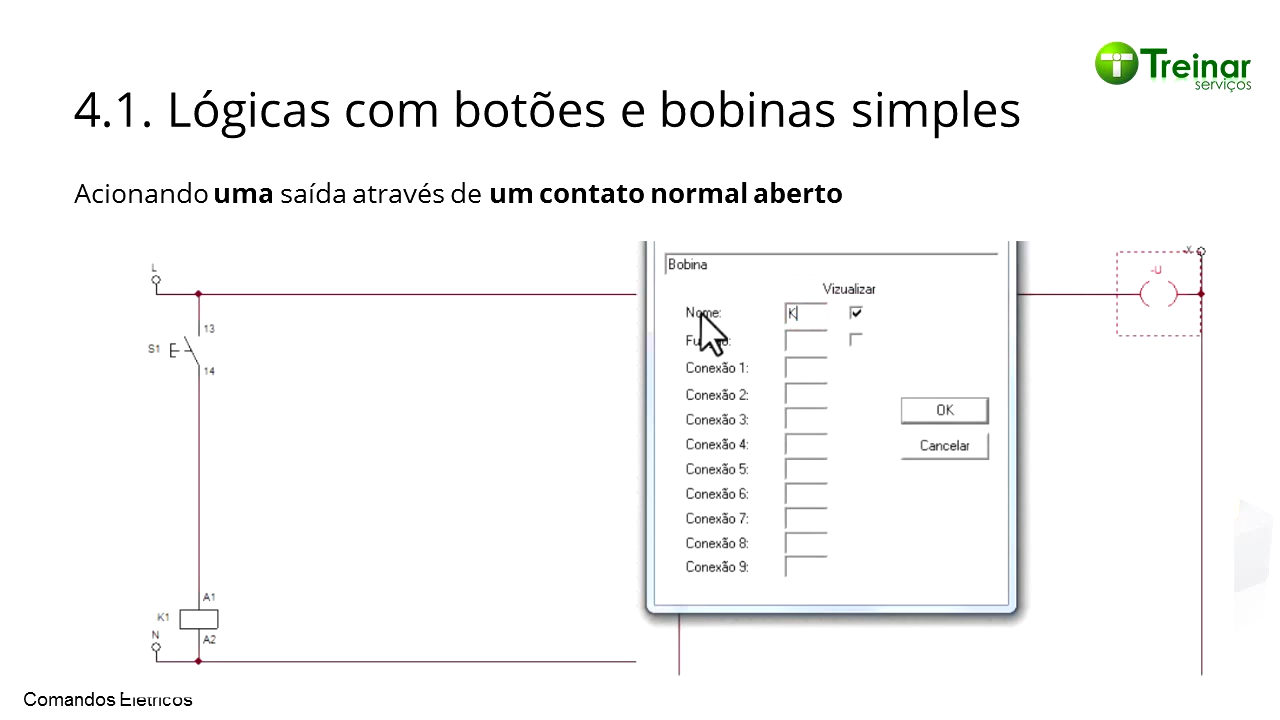 Treinar
serviços
4.1. Lógicas com botões e bobinas simples
Acionando uma saída através de um contato normal aberto
L
13
S1
14
A1
K1
N
A2
Bobina
Vizualizar
Nome: K
Conexão 1:
Conexão 2:
Conexão 3:
Conexão 4:
Conexão 5:
Conexão 6:
Conexão 7:
Conexão 8:
Conexão 9:
OK
Cancelar
-X
-U
Comandos Elétricos